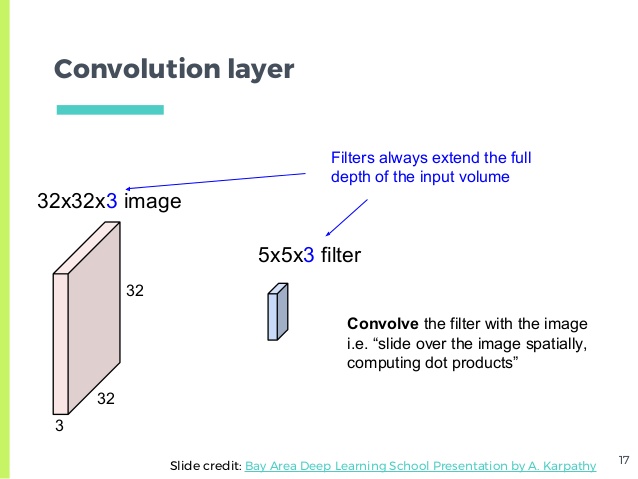 Convolution layer
Filters always extend the full
depth of the input volume
32x32x3 image
5x5x3 filter
32
Convolve the filter with the image
i.e. “slide over the image spatially,
computing dot products”
32
3
Slide credit: Bay Area Deep Learning School Presentation by A. Karpathy
17